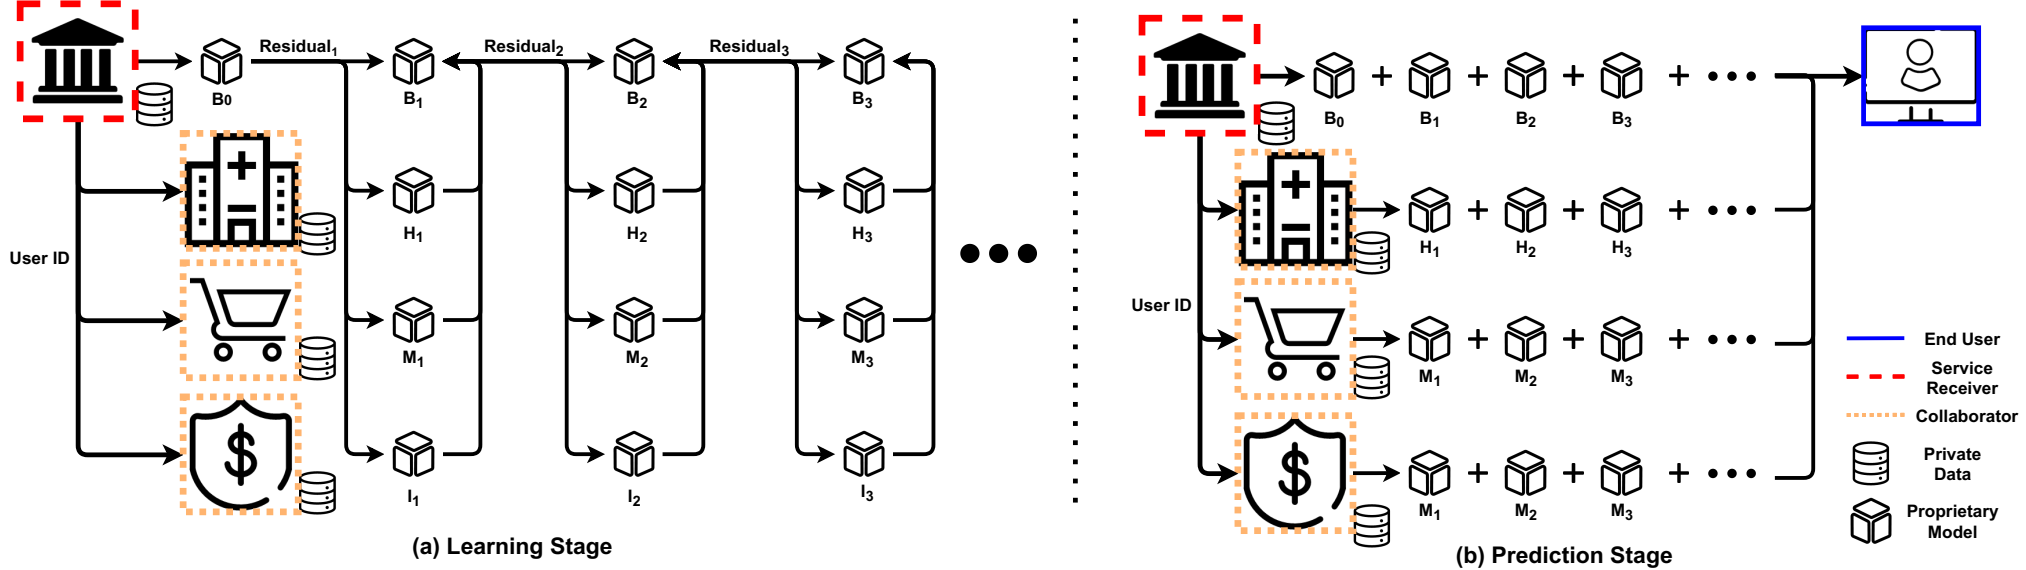 Residual1
Residual2
Residual3
B0
B1
B2
B3
H1
H2
H3
User ID
M1
M2
M3
I1
I2
I3
(a) Learning Stage
B0
B1
B2
B3
H1
H2
H3
User ID
M1
M2
M3
M1
M2
M3
(b) Prediction Stage
End User
Service
Receiver
Collaborator
Private
Data
Proprietary
Model